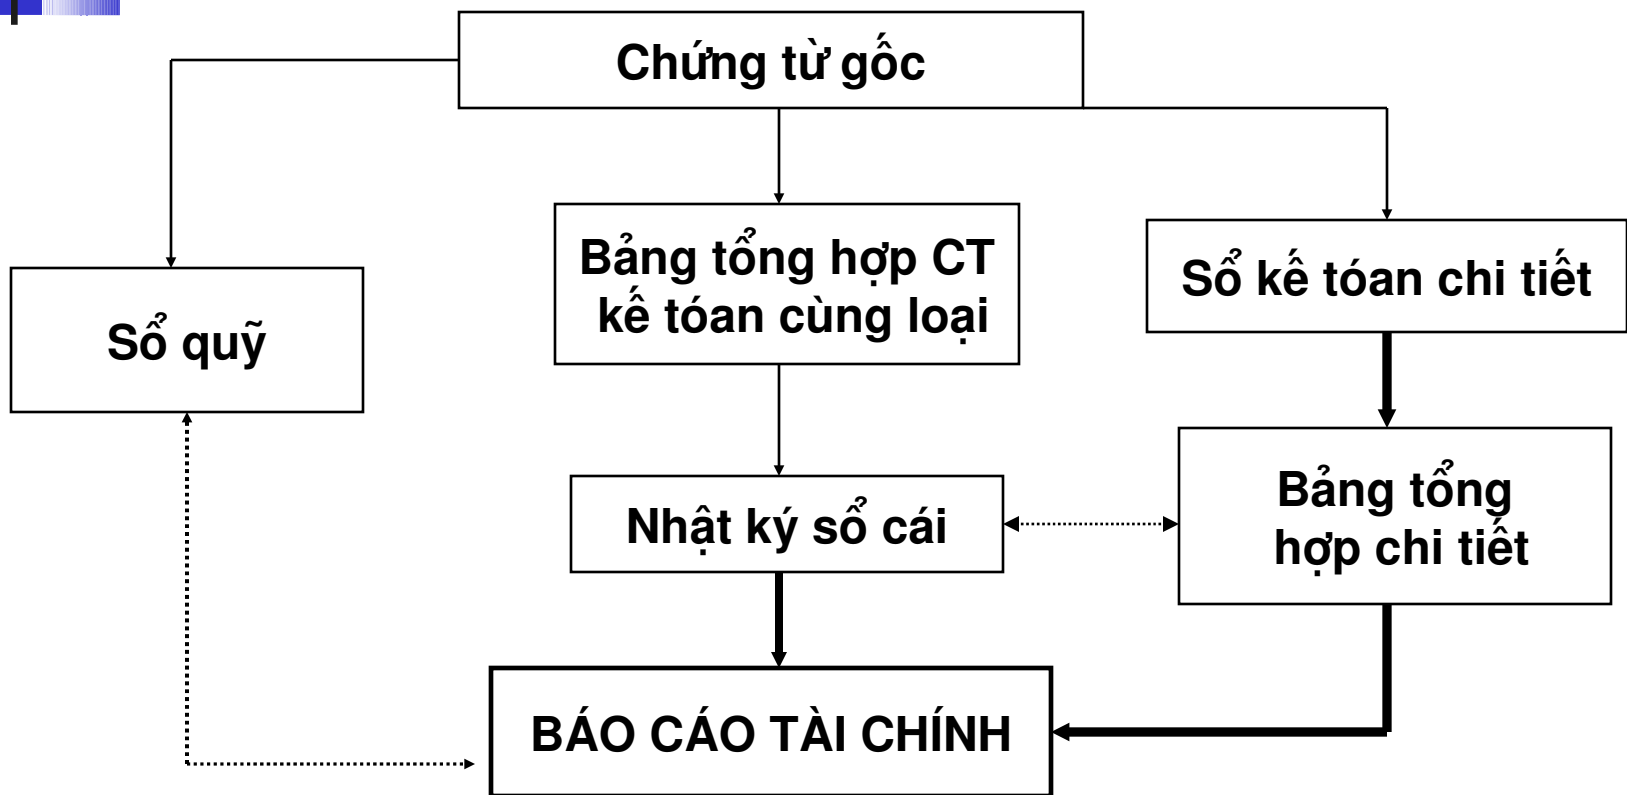 Chứng từ gốc
Bảng tổng hợp CT
kế tóan cùng loại
Sổ kế tóan chi tiết
Sổ quỹ
Nhật ký sổ cái
Bảng tổng
hợp chi tiết
BÁO CÁO TÀI CHÍNH